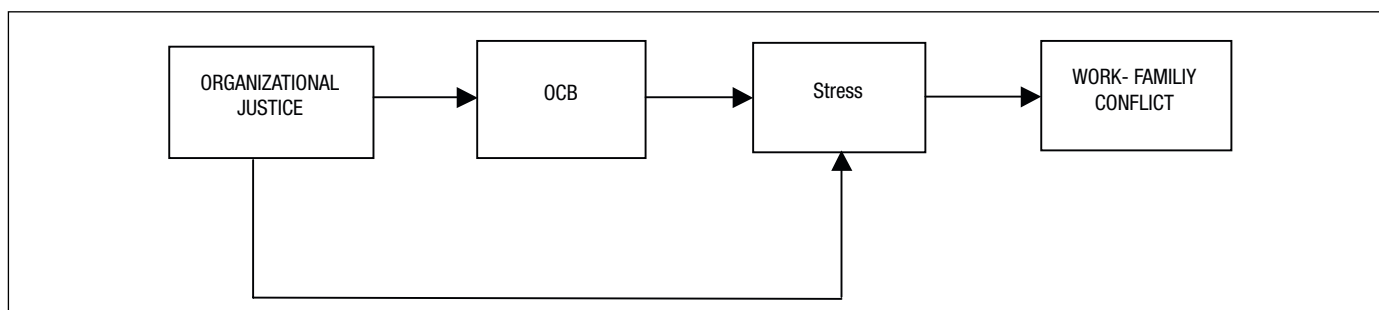 ORGANIZATIONAL
JUSTICE
OCB
Stress
WORK- FAMILIY
CONFLICT